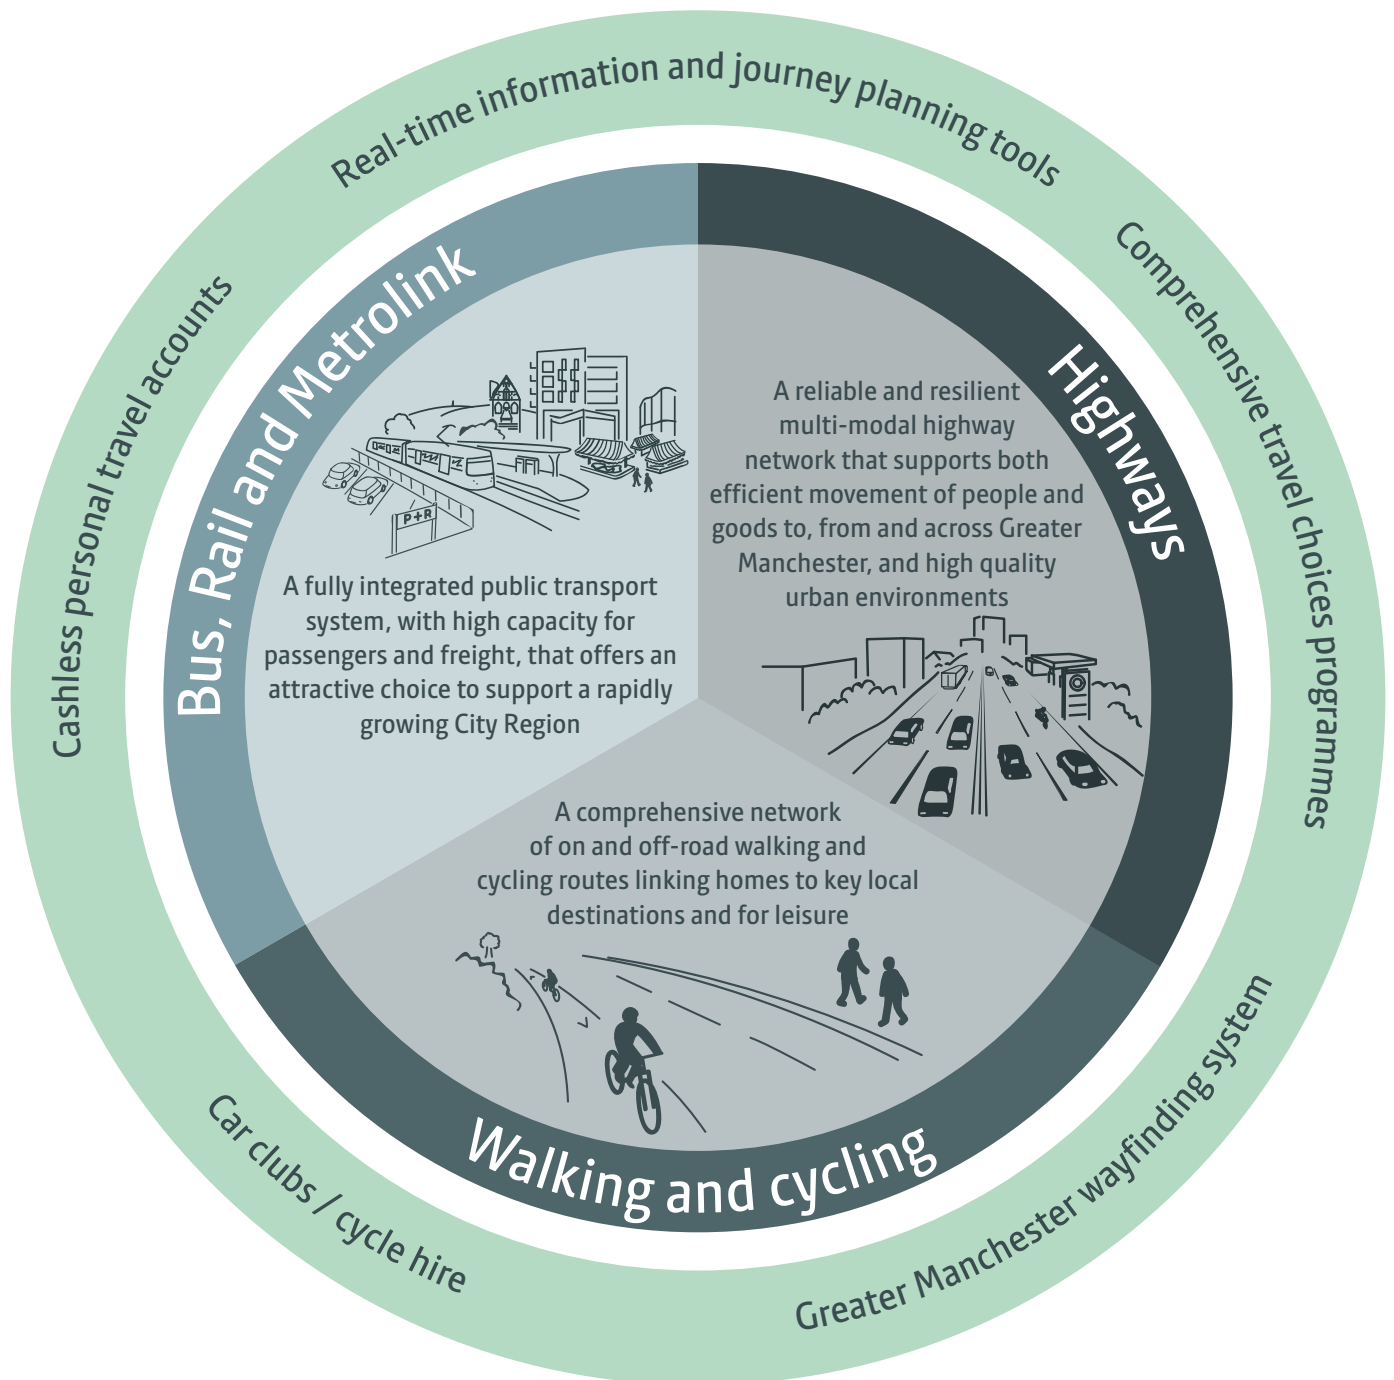 Real-time information and journey planning tools
Comprehensive travel choices programmes
Greater Manchester wayfinding system
Car clubs / cycle hire
Cashless personal travel accounts
Bus, Rail and Metrolink
P+R
A fully integrated public transport
system, with high capacity for
passengers and freight, that offers an
attractive choice to support a rapidly
growing City Region
Highways
A reliable and resilient
multi-modal highway
network that supports both
efficient movement of people and
goods to, from and across Greater
Manchester, and high quality
urban environments
A comprehensive network
of on and off-road walking and
cycling routes linking homes to key local
destinations and for leisure
Walking and cycling